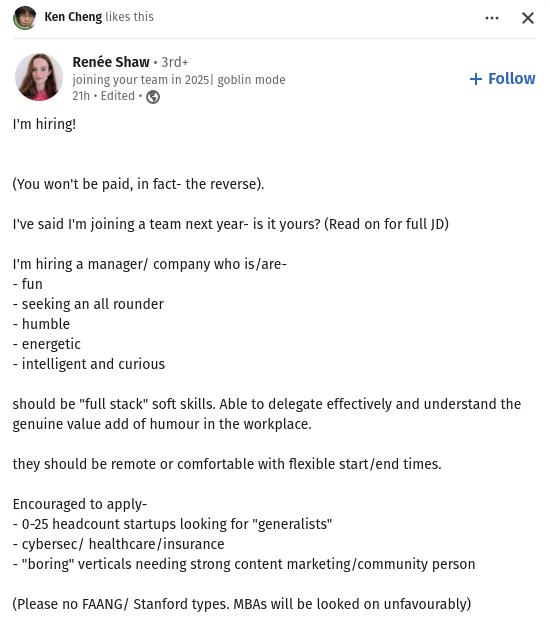 Ken Cheng likes this
Renée Shaw • 3rd+
joining your team in 2025| goblin mode
21h • Edited •
+ Follow
I'm hiring!
(You won't be paid, in fact- the reverse).
I've said I'm joining a team next year- is it yours? (Read on for full JD)
I'm hiring a manager/ company who is/are-
- fun
- seeking an all rounder
- humble
- energetic
- intelligent and curious
should be "full stack" soft skills. Able to delegate effectively and understand the
genuine value add of humour in the workplace.
they should be remote or comfortable with flexible start/end times.
Encouraged to apply-
- 0-25 headcount startups looking for "generalists"
- cybersec/ healthcare/insurance
- "boring" verticals needing strong content marketing/community person
(Please no FAANG/ Stanford types. MBAs will be looked on unfavourably)